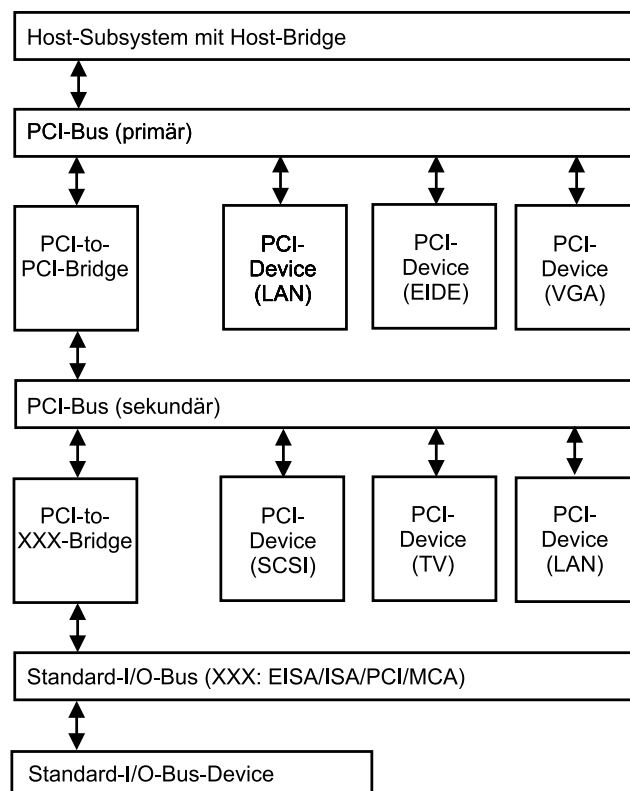 Host-Subsystem mit Host-Bridge
PCI-Bus (primär)
PCI-to-
PCI-Bridge
PCI-
Device
(LAN)
PCI-
Device
(EIDE)
PCI-
Device
(VGA)
PCI-Bus (sekundär)
PCI-to-
XXX-Bridge
PCI-
Device
(SCSI)
PCI-
Device
(TV)
PCI-
Device
(LAN)
Standard-I/O-Bus (XXX: EISA/ISA/PCI/MCA)
Standard-I/O-Bus-Device